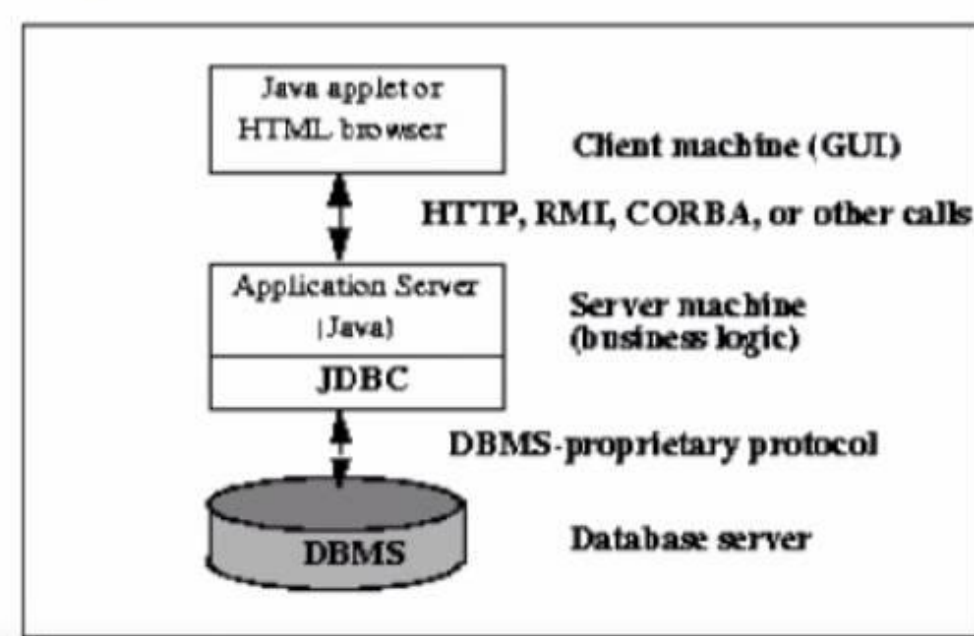 Java applet or
HTML browser
Client machine (GUI)
HTTP, RMI, CORBA, or other calls
Application Server
(Java)
Server machine
(business logic)
JDBC
DBMS-proprietary protocol
DBMS
Database server